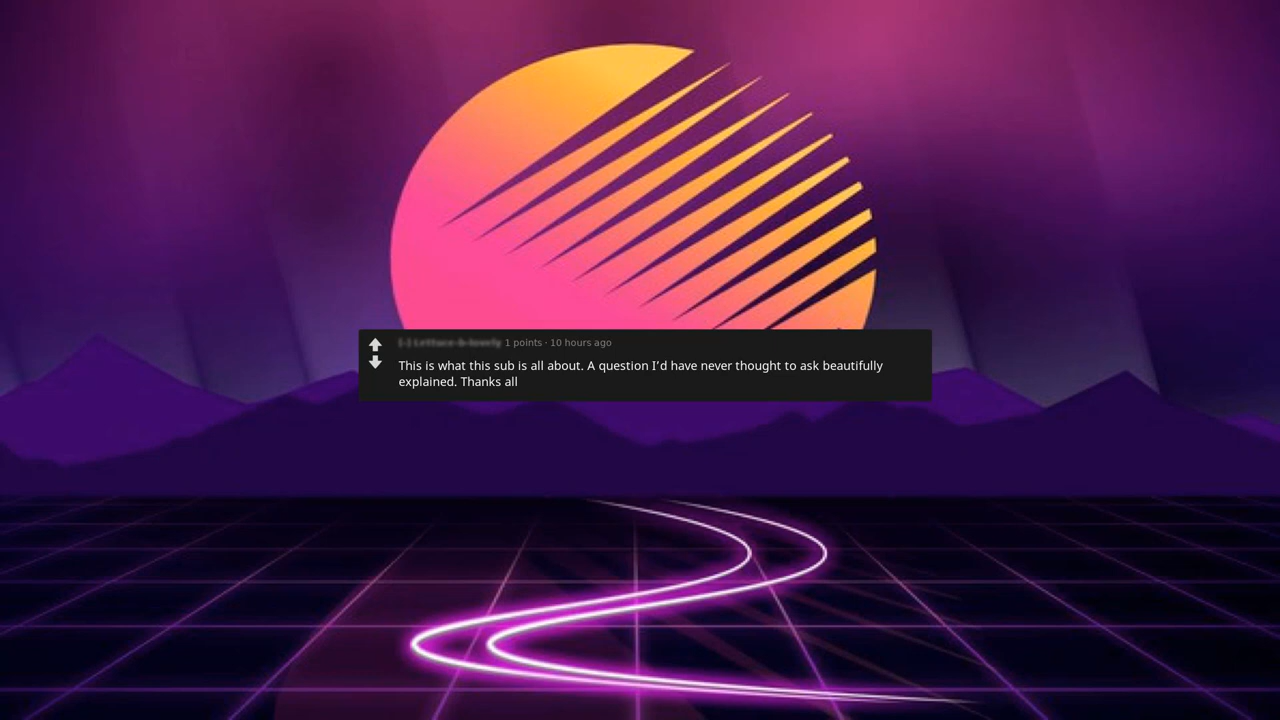 1 points · 10 hours ago
This is what this sub is all about. A question I’d have never thought to ask beautifully
explained. Thanks all